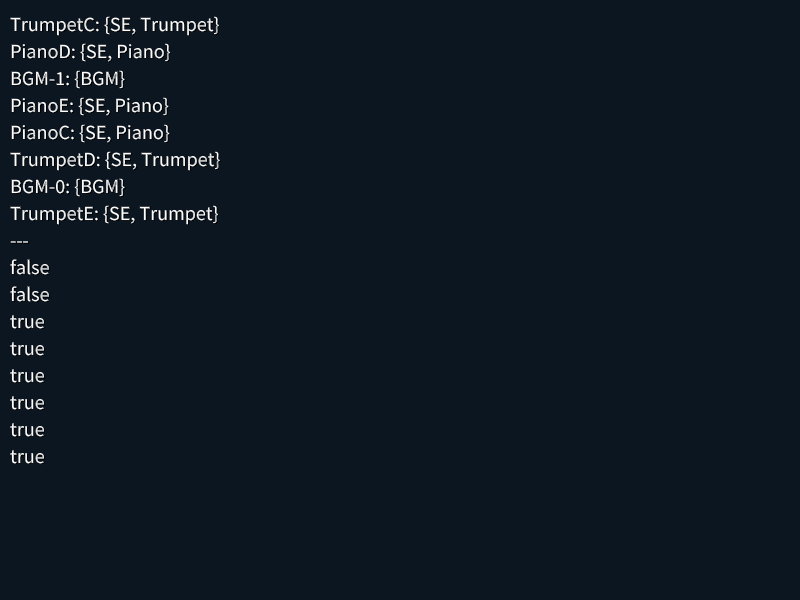 TrumpetC: {SE, Trumpet}
PianoD: {SE, Piano}
BGM-1: {BGM}
PianoE: {SE, Piano}
PianoC: {SE, Piano}
TrumpetD: {SE, Trumpet}
BGM-0: {BGM}
TrumpetE: {SE, Trumpet}
---
false
false
true
true
true
true
true
true